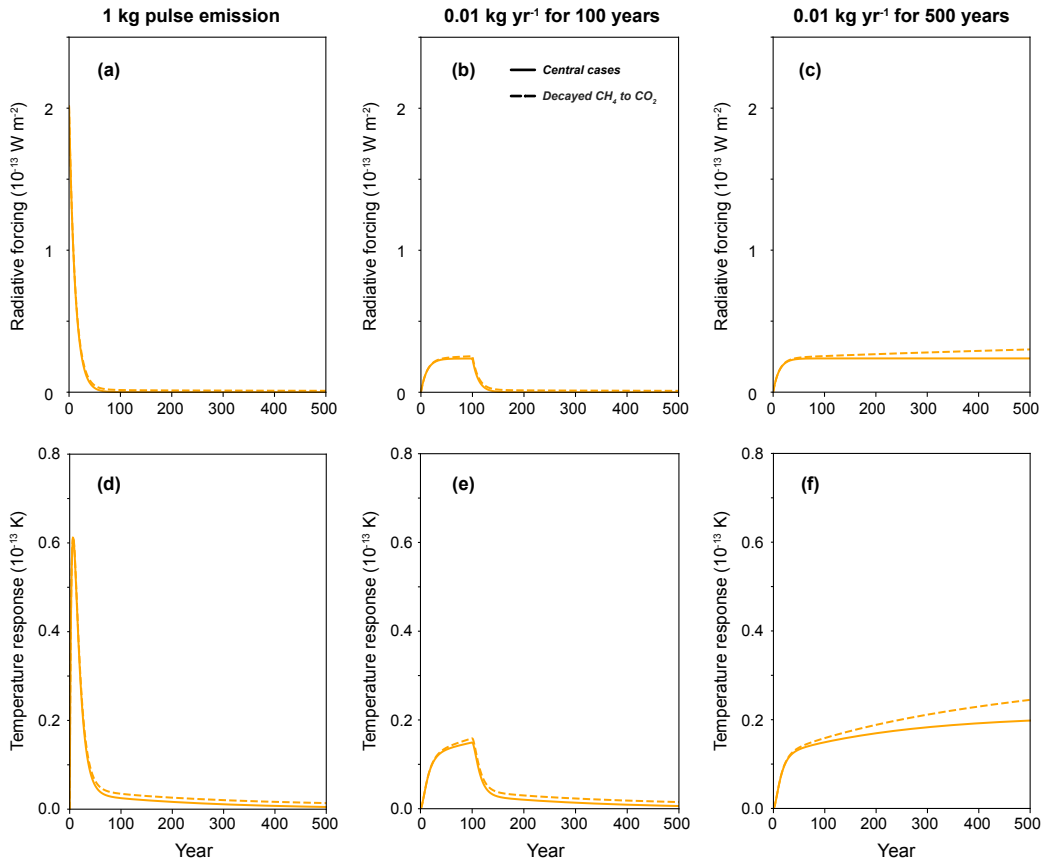 1 kg pulse emission
0.01 kg yr⁻¹ for 100 years
0.01 kg yr⁻¹ for 500 years
Radiative forcing (10⁻¹³ W m⁻²)
2
1
0
(a)
0 100 200 300 400 500
Radiative forcing (10⁻¹³ W m⁻²)
2
1
0
(b)
Central cases
Decayed CH₄ to CO₂
0 100 200 300 400 500
Radiative forcing (10⁻¹³ W m⁻²)
2
1
0
(c)
0 100 200 300 400 500
Temperature response (10⁻¹³ K)
0.8
0.6
0.4
0.2
0.0
(d)
0 100 200 300 400 500
Year
Temperature response (10⁻¹³ K)
0.8
0.6
0.4
0.2
0.0
(e)
0 100 200 300 400 500
Year
Temperature response (10⁻¹³ K)
0.8
0.6
0.4
0.2
0.0
(f)
0 100 200 300 400 500
Year